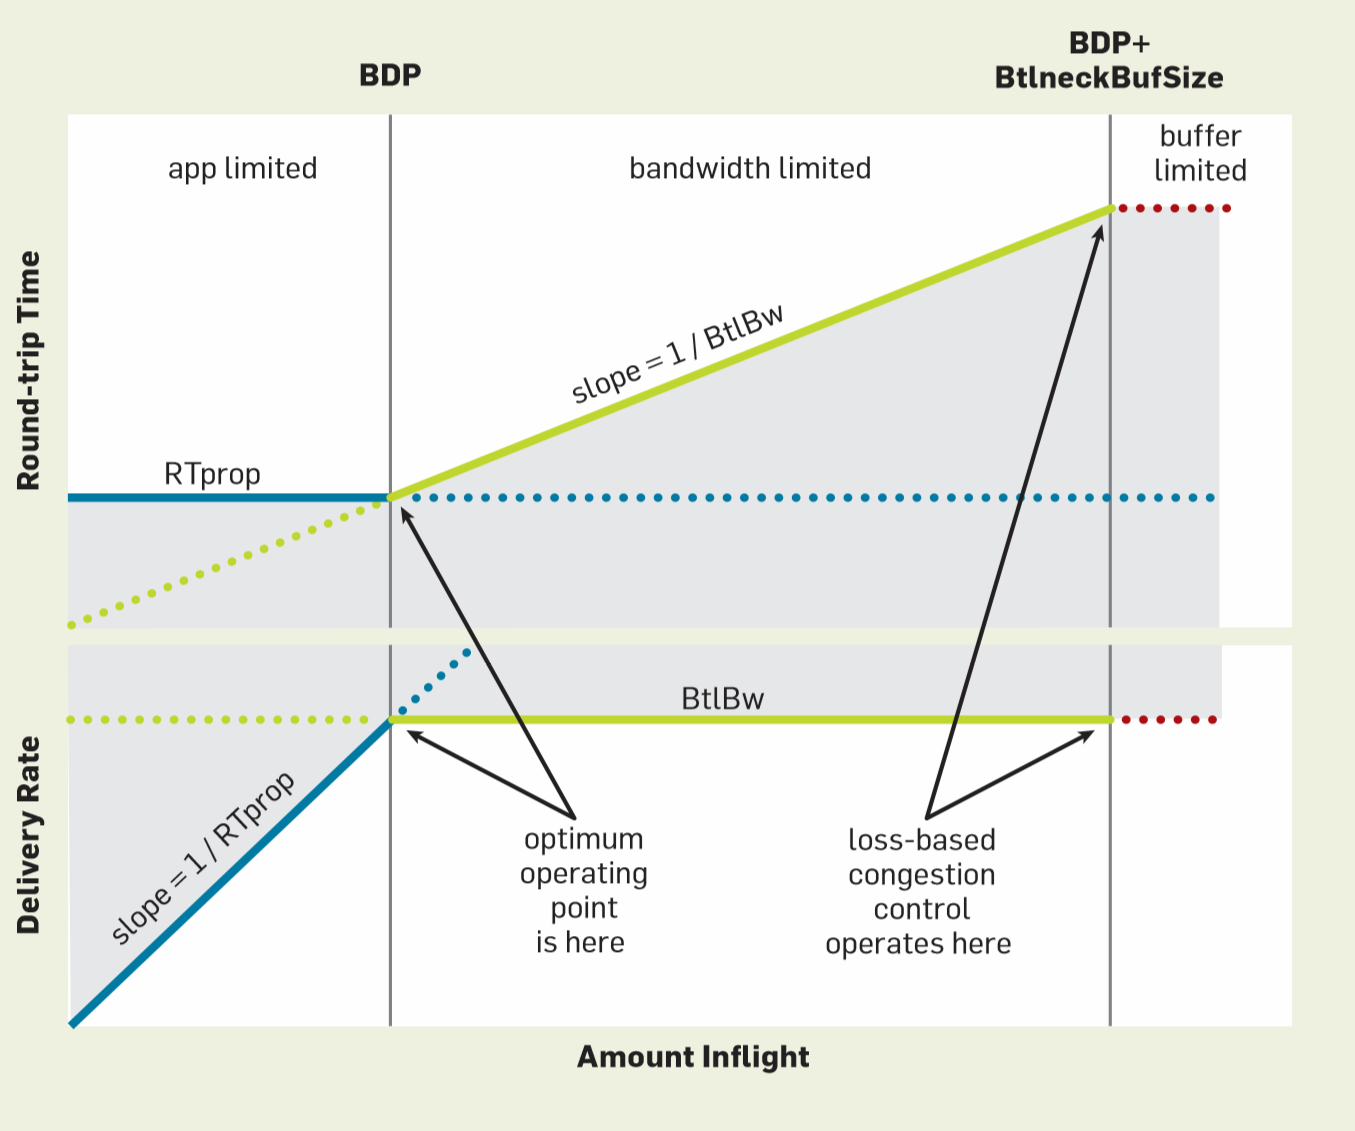 BDP
BDP+
BtlneckBufSize
app limited
bandwidth limited
buffer
limited
Round-trip Time
slope = 1 / BtlBw
RTprop
BtlBw
Delivery Rate
slope = 1 / RTprop
optimum
operating
point
is here
loss-based
congestion
control
operates here
Amount Inflight